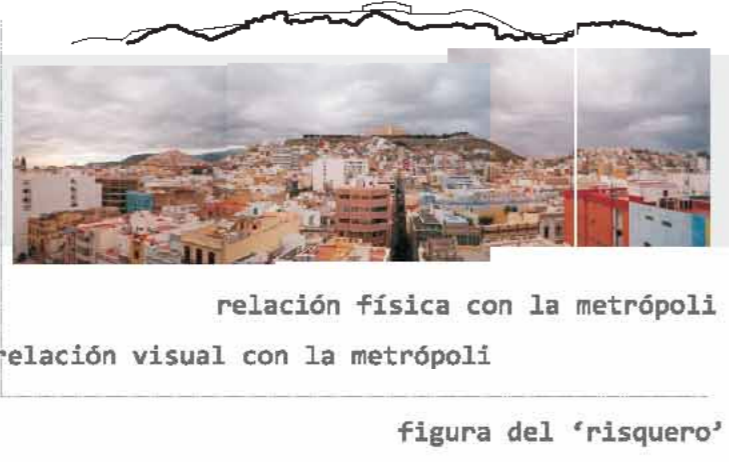 relación física con la metrópoli
relación visual con la metrópoli
figura del ‘risquero’